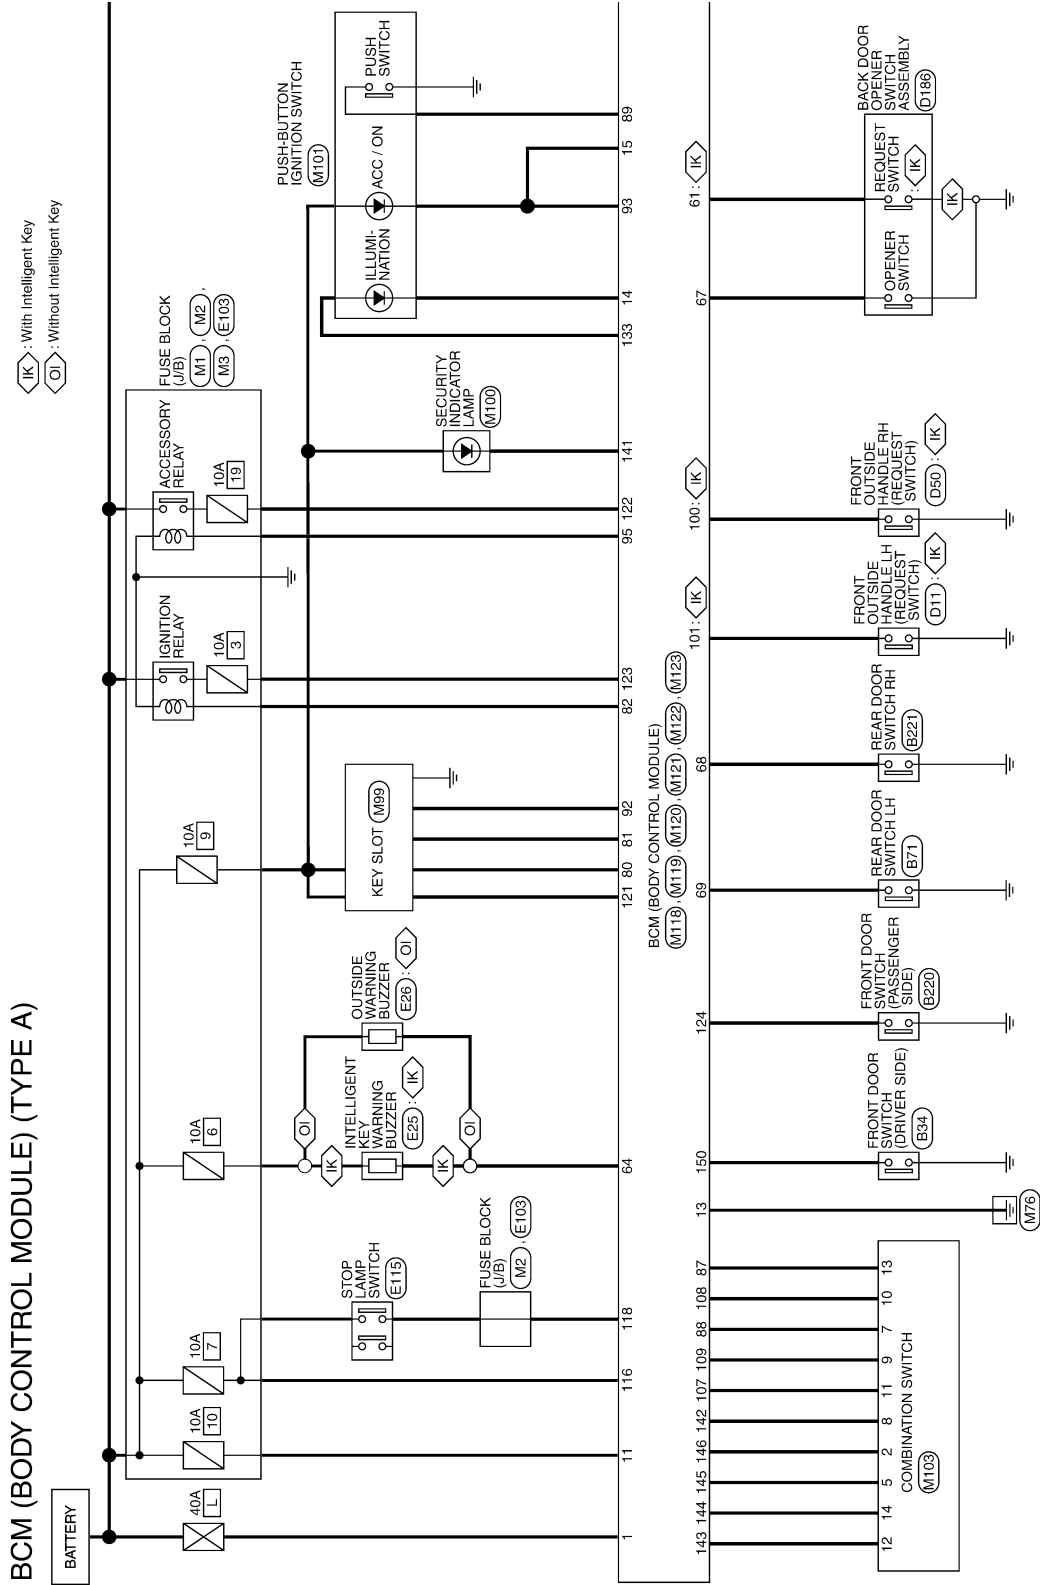 BCM (BODY CONTROL MODULE) (TYPE A)
IK : With Intelligent Key
OI : Without Intelligent Key
BATTERY
40A
L
10A
10
10A
7
10A
6
10A
9
IGNITION
RELAY
10A
3
ACCESSORY
RELAY
10A
19
FUSE BLOCK
(J/B)
M1 , M2 ,
M3 , E103
STOP
LAMP
SWITCH
E115
FUSE BLOCK
(J/B)
M2 , E103
OI
IK
INTELLIGENT
KEY
WARNING
BUZZER
E25 : IK
IK
OI
OUTSIDE
WARNING
BUZZER
E26 : OI
KEY SLOT M99
SECURITY
INDICATOR
LAMP
M100
PUSH-BUTTON
IGNITION SWITCH
M101
ILLUMI-
NATION
ACC / ON
PUSH
SWITCH
1
11
116
118
64
121
80
81
92
82
123
95
122
141
133
14
93
15
89
BCM (BODY CONTROL MODULE)
M118 , M119 , M120 , M121 , M122 , M123
143
144
145
146
142
107
109
88
108
87
13
150
124
69
68
101 : IK
100 : IK
67
61 : IK
12
14
5
2
8
11
9
7
10
13
COMBINATION SWITCH
M103
M76
FRONT DOOR
SWITCH
(DRIVER SIDE)
B34
FRONT DOOR
SWITCH
(PASSENGER
SIDE)
B220
REAR DOOR
SWITCH LH
B71
REAR DOOR
SWITCH RH
B221
FRONT
OUTSIDE
HANDLE LH
(REQUEST
SWITCH)
D11 : IK
FRONT
OUTSIDE
HANDLE RH
(REQUEST
SWITCH)
D50 : IK
OPENER
SWITCH
REQUEST
SWITCH
: IK
IK
BACK DOOR
OPENER
SWITCH
ASSEMBLY
D186